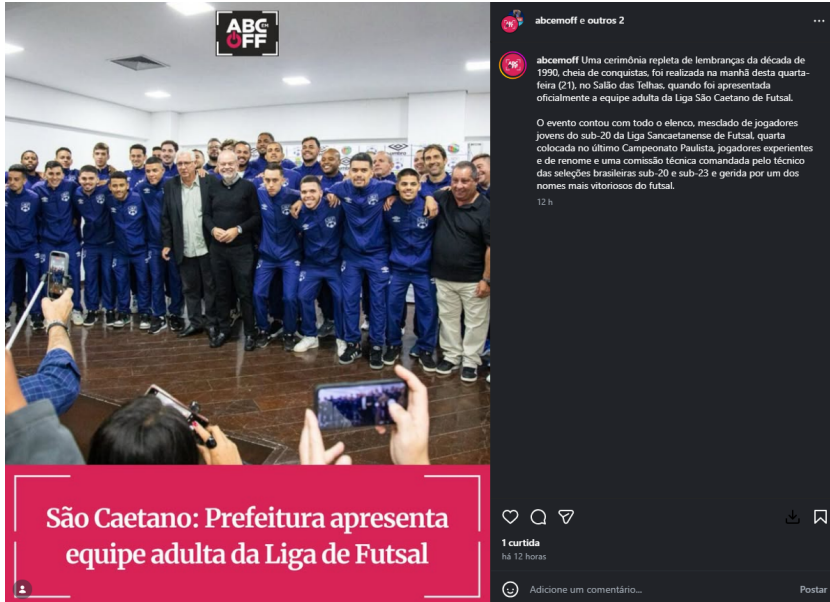 ABC EM
OFF
São Caetano: Prefeitura apresenta
equipe adulta da Liga de Futsal
abcemoff e outros 2
abcemoff Uma cerimônia repleta de lembranças da década de
1990, cheia de conquistas, foi realizada na manhã desta quarta-
feira (21), no Salão das Telhas, quando foi apresentada
oficialmente a equipe adulta da Liga São Caetano de Futsal.
O evento contou com todo o elenco, mesclado de jogadores
jovens do sub-20 da Liga Sancaetanense de Futsal, quarta
colocada no último Campeonato Paulista, jogadores experientes
e de renome e uma comissão técnica comandada pelo técnico
das seleções brasileiras sub-20 e sub-23 e gerida por um dos
nomes mais vitoriosos do futsal.
12 h
1 curtida
há 12 horas
Adicione um comentário...
Postar